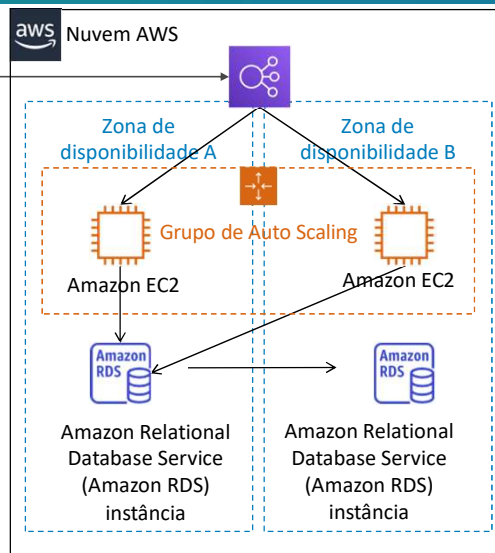 aws
Nuvem AWS
Zona de
disponibilidade A
Zona de
disponibilidade B
Grupo de Auto Scaling
Amazon EC2
Amazon EC2
Amazon
RDS
Amazon
RDS
Amazon Relational
Database Service
(Amazon RDS)
instância
Amazon Relational
Database Service
(Amazon RDS)
instância